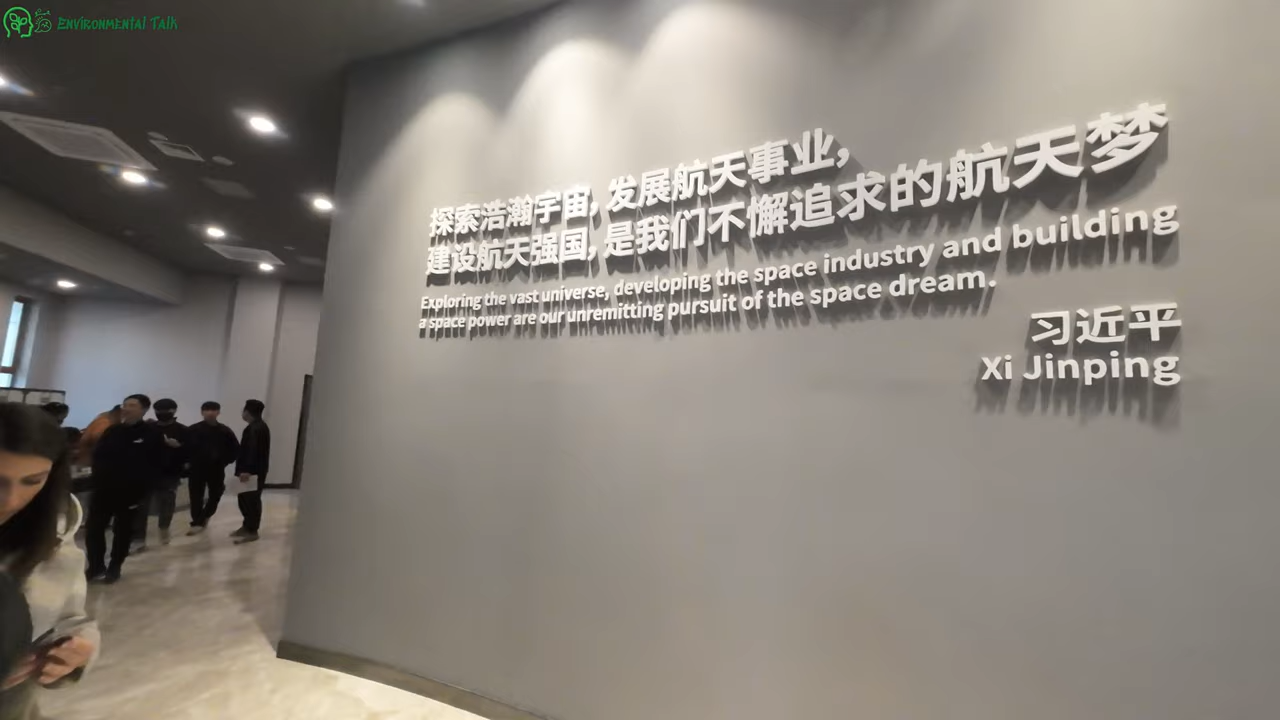 Environmental Talk
探索浩瀚宇宙，发展航天事业，
建设航天强国，是我们不懈追求的航天梦
Exploring the vast universe, developing the space industry and building
a space power are our unremitting pursuit of the space dream.
习近平
Xi Jinping